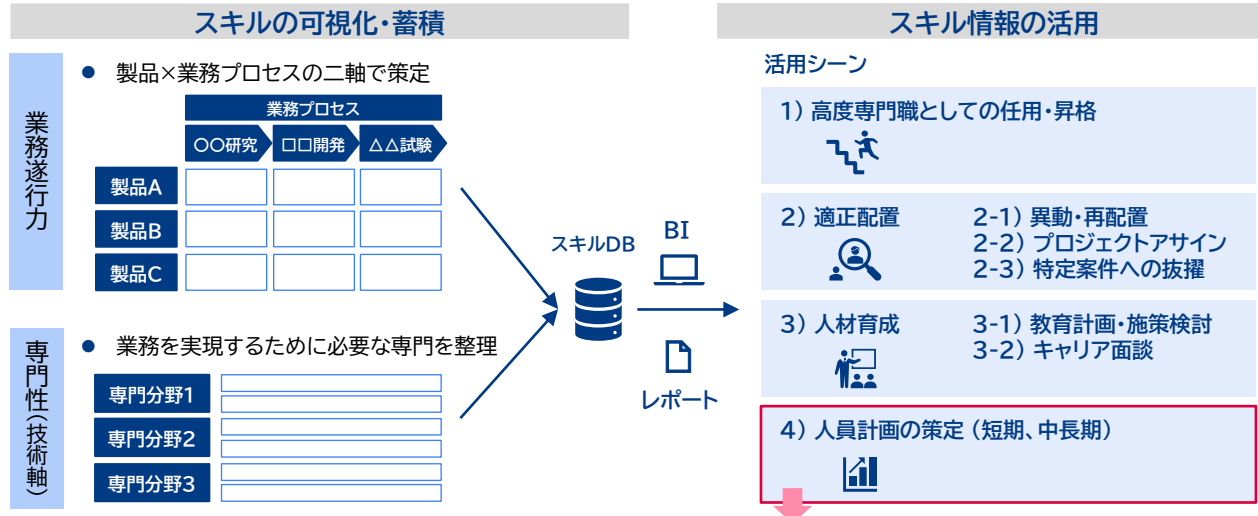 スキルの可視化・蓄積
業務遂行力
● 製品×業務プロセスの二軸で策定
業務プロセス
〇〇研究 □□開発 △△試験
製品A
製品B
製品C
専門性(技術軸)
● 業務を実現するために必要な専門を整理
専門分野1
専門分野2
専門分野3
スキルDB
BI
レポート
スキル情報の活用
活用シーン
1) 高度専門職としての任用・昇格
2) 適正配置
2-1) 異動・再配置
2-2) プロジェクトアサイン
2-3) 特定案件への抜擢
3) 人材育成
3-1) 教育計画・施策検討
3-2) キャリア面談
4) 人員計画の策定 (短期、中長期)